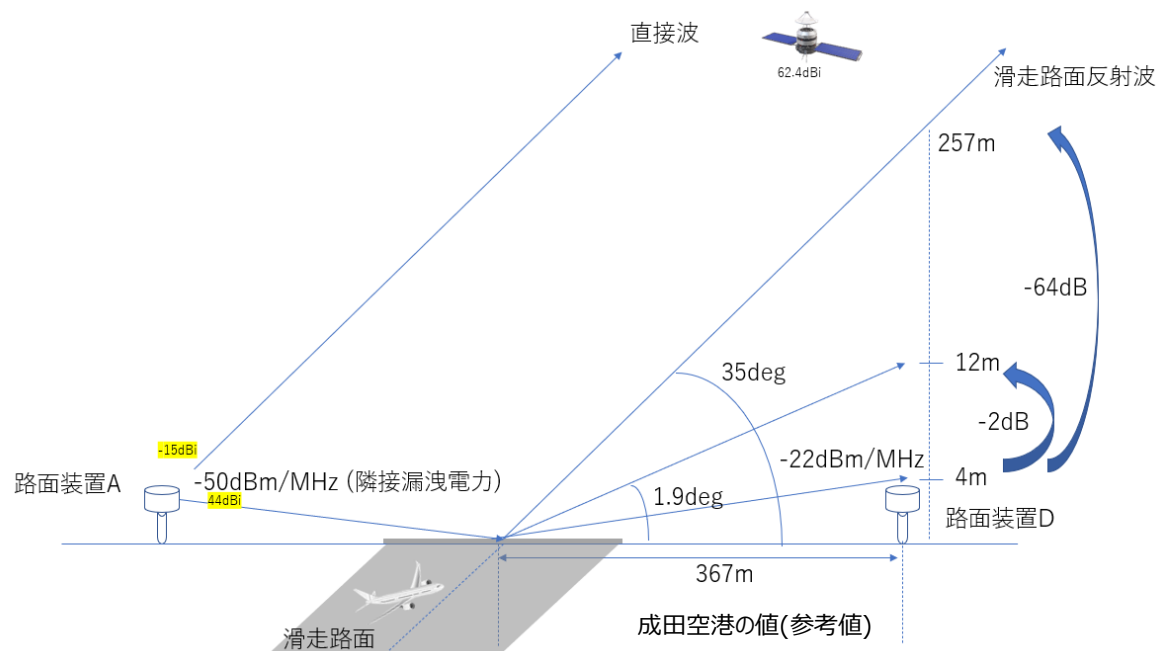 直接波
62.4dBi
滑走路面反射波
257m
-64dB
35deg
12m
-2dB
-15dBi
-22dBm/MHz
路面装置A
-50dBm/MHz (隣接漏洩電力)
4m
44dBi
1.9deg
路面装置D
367m
成田空港の値(参考値)
滑走路面